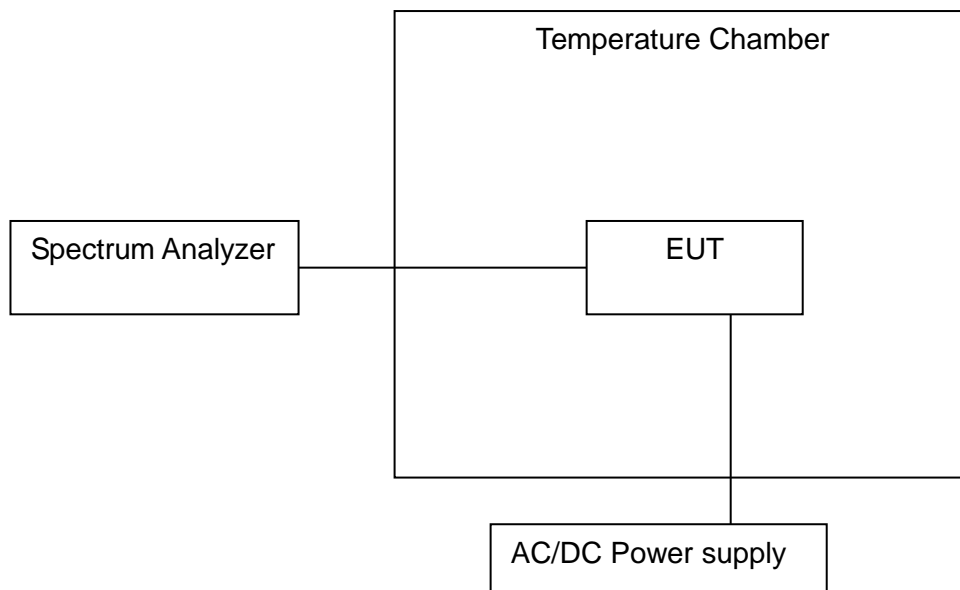 Temperature Chamber
Spectrum Analyzer
EUT
AC/DC Power supply